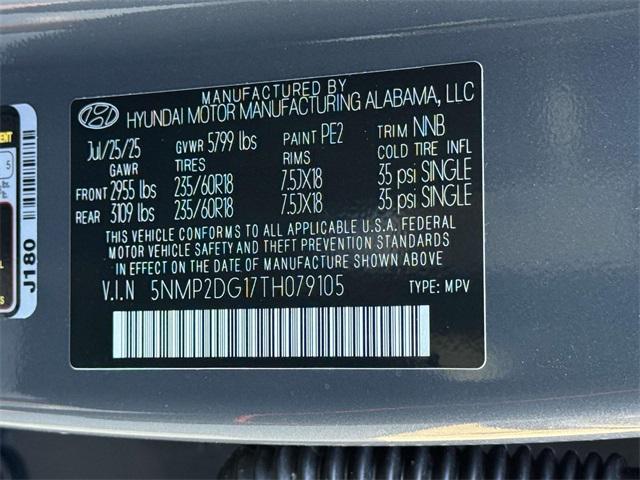 MANUFACTURED BY
HYUNDAI MOTOR MANUFACTURING ALABAMA, LLC
Jul/25/25 GVWR 5799 lbs PAINT PE2 TRIM NNB
GAWR TIRES RIMS COLD TIRE INFL
FRONT 2955 lbs 235/60R18 7.5JX18 35 psi SINGLE
REAR 3109 lbs 235/60R18 7.5JX18 35 psi SINGLE
THIS VEHICLE CONFORMS TO ALL APPLICABLE U.S.A. FEDERAL
MOTOR VEHICLE SAFETY AND THEFT PREVENTION STANDARDS
IN EFFECT ON THE DATE OF MANUFACTURE SHOWN ABOVE
V.I.N 5NMP2DG17TH079105 TYPE: MPV
J180
5